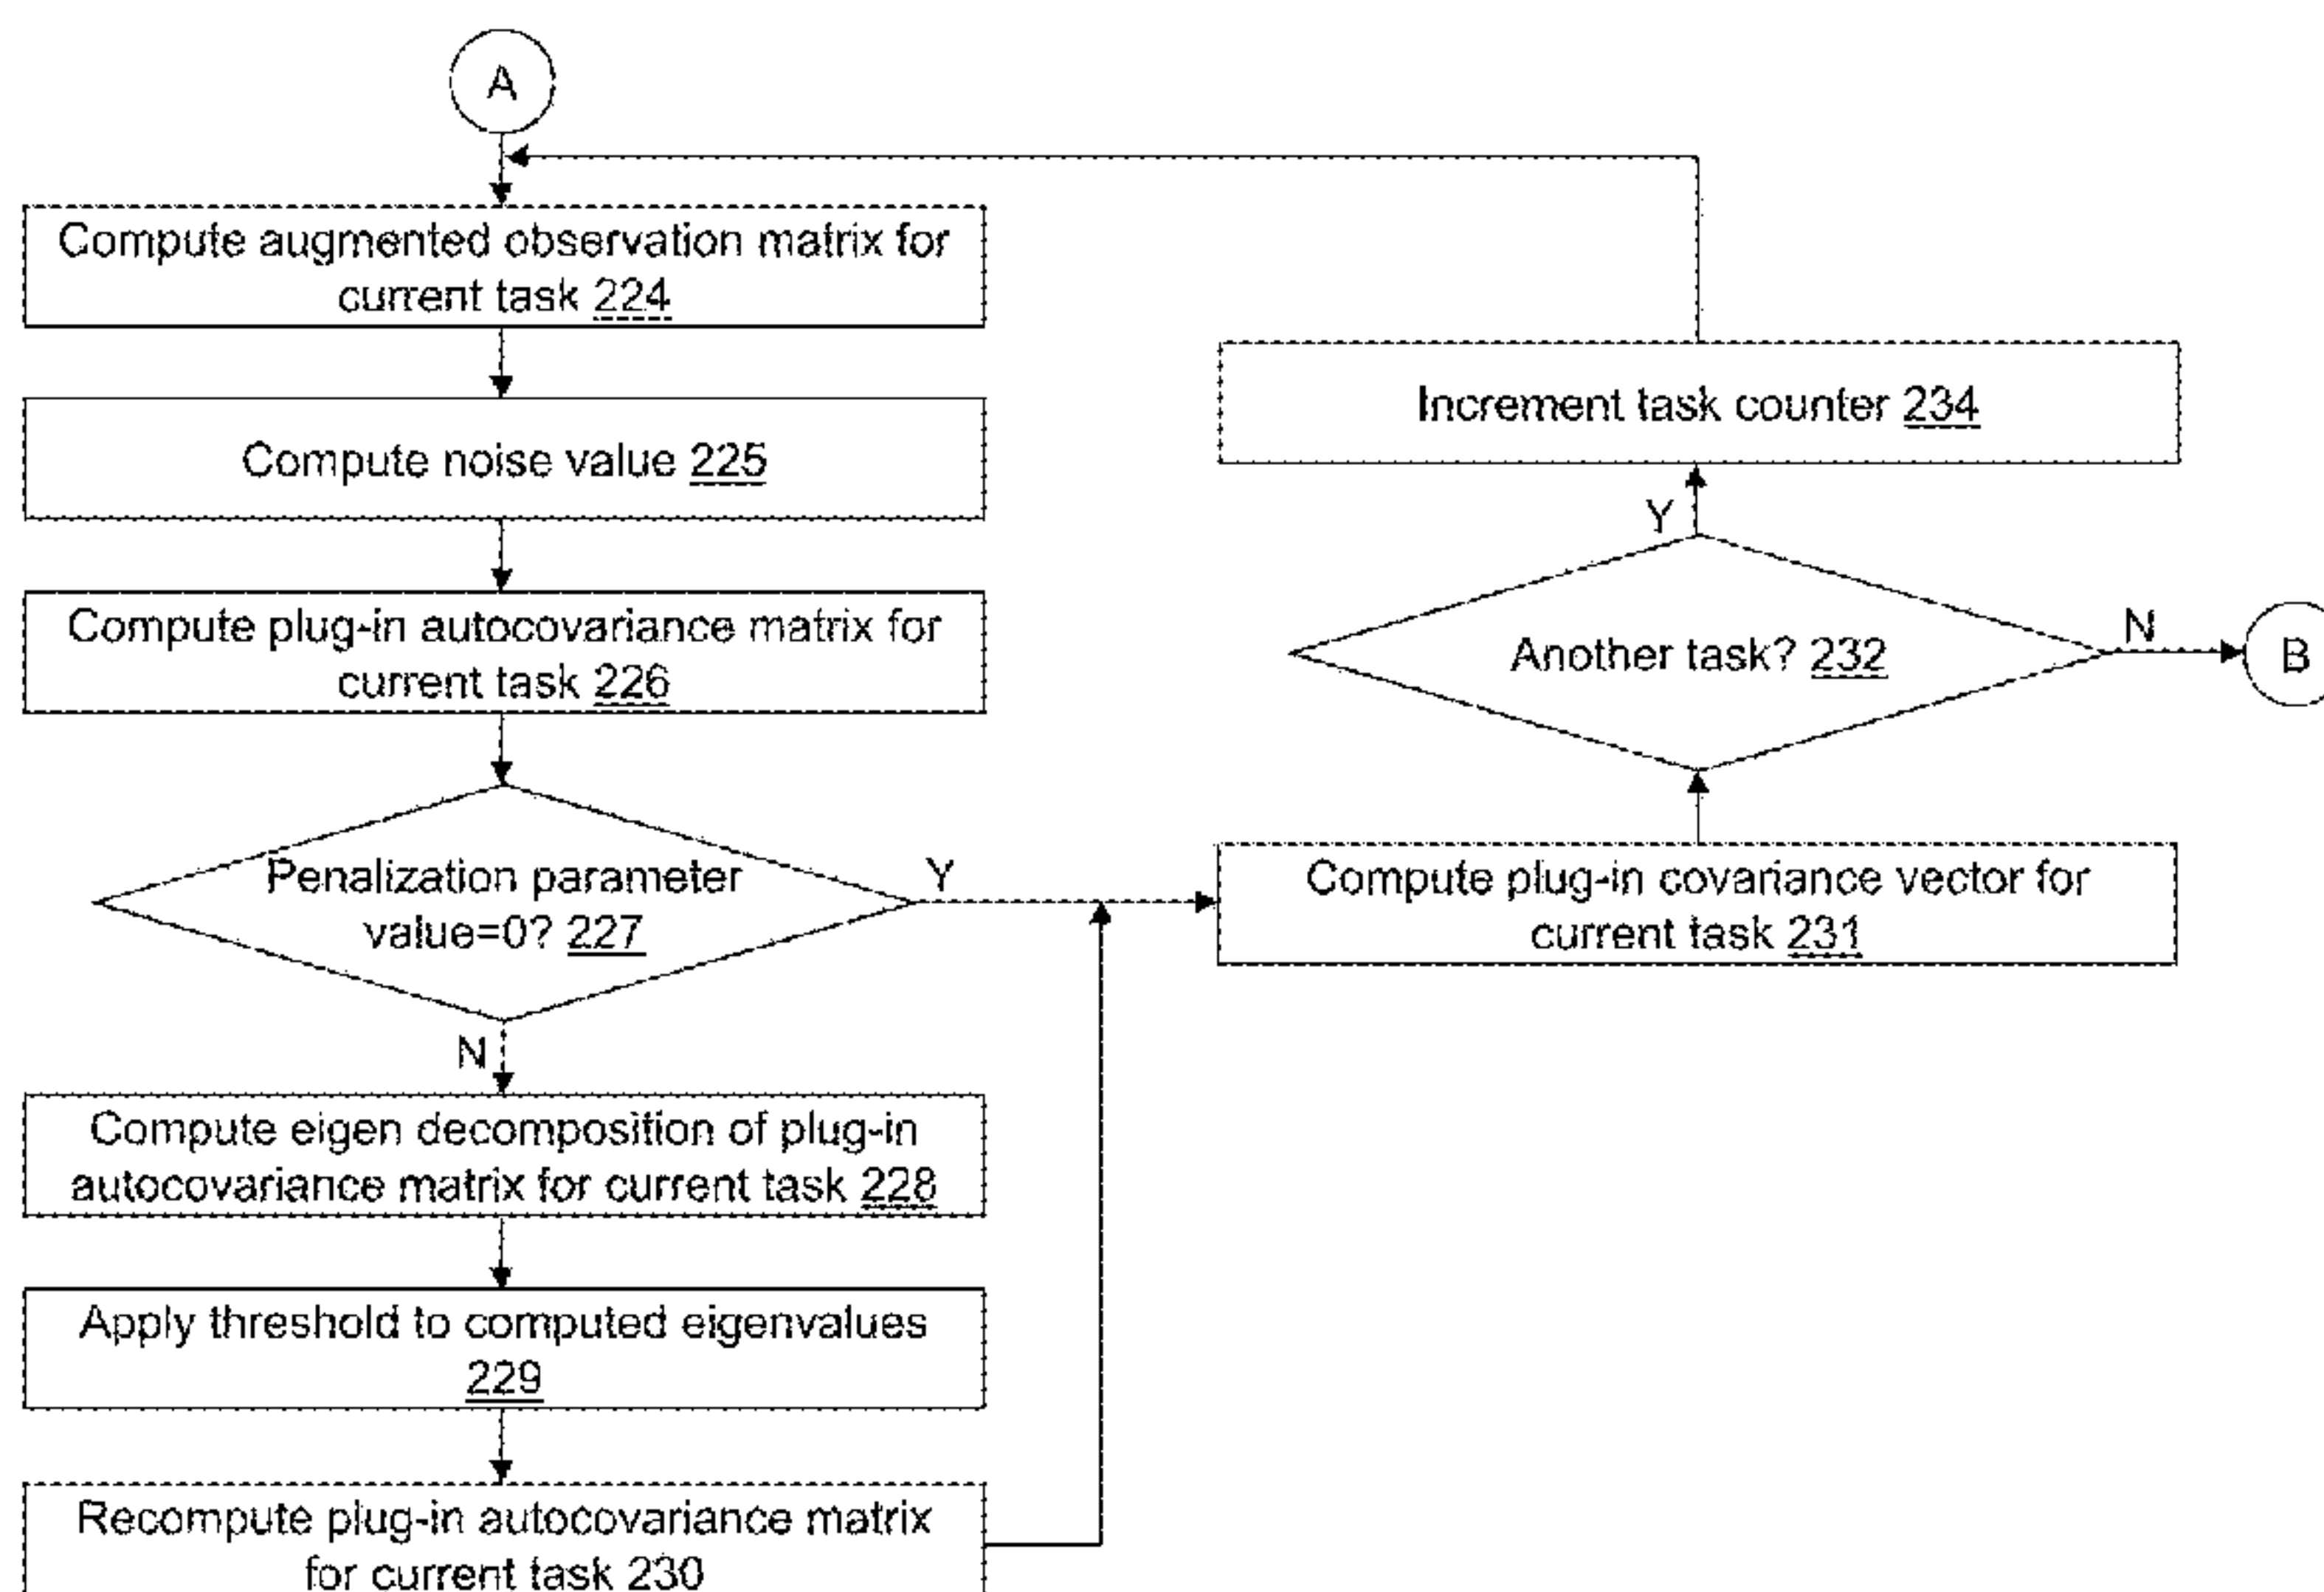 A
Compute augmented observation matrix for
current task 224
Compute noise value 225
Compute plug-in autocovariance matrix for
current task 226
Penalization parameter
value=0? 227
Y
N
Compute eigen decomposition of plug-in
autocovariance matrix for current task 228
Apply threshold to computed eigenvalues
229
Recompute plug-in autocovariance matrix
for current task 230
Compute plug-in covariance vector for
current task 231
Another task? 232
Y
N
Increment task counter 234
B